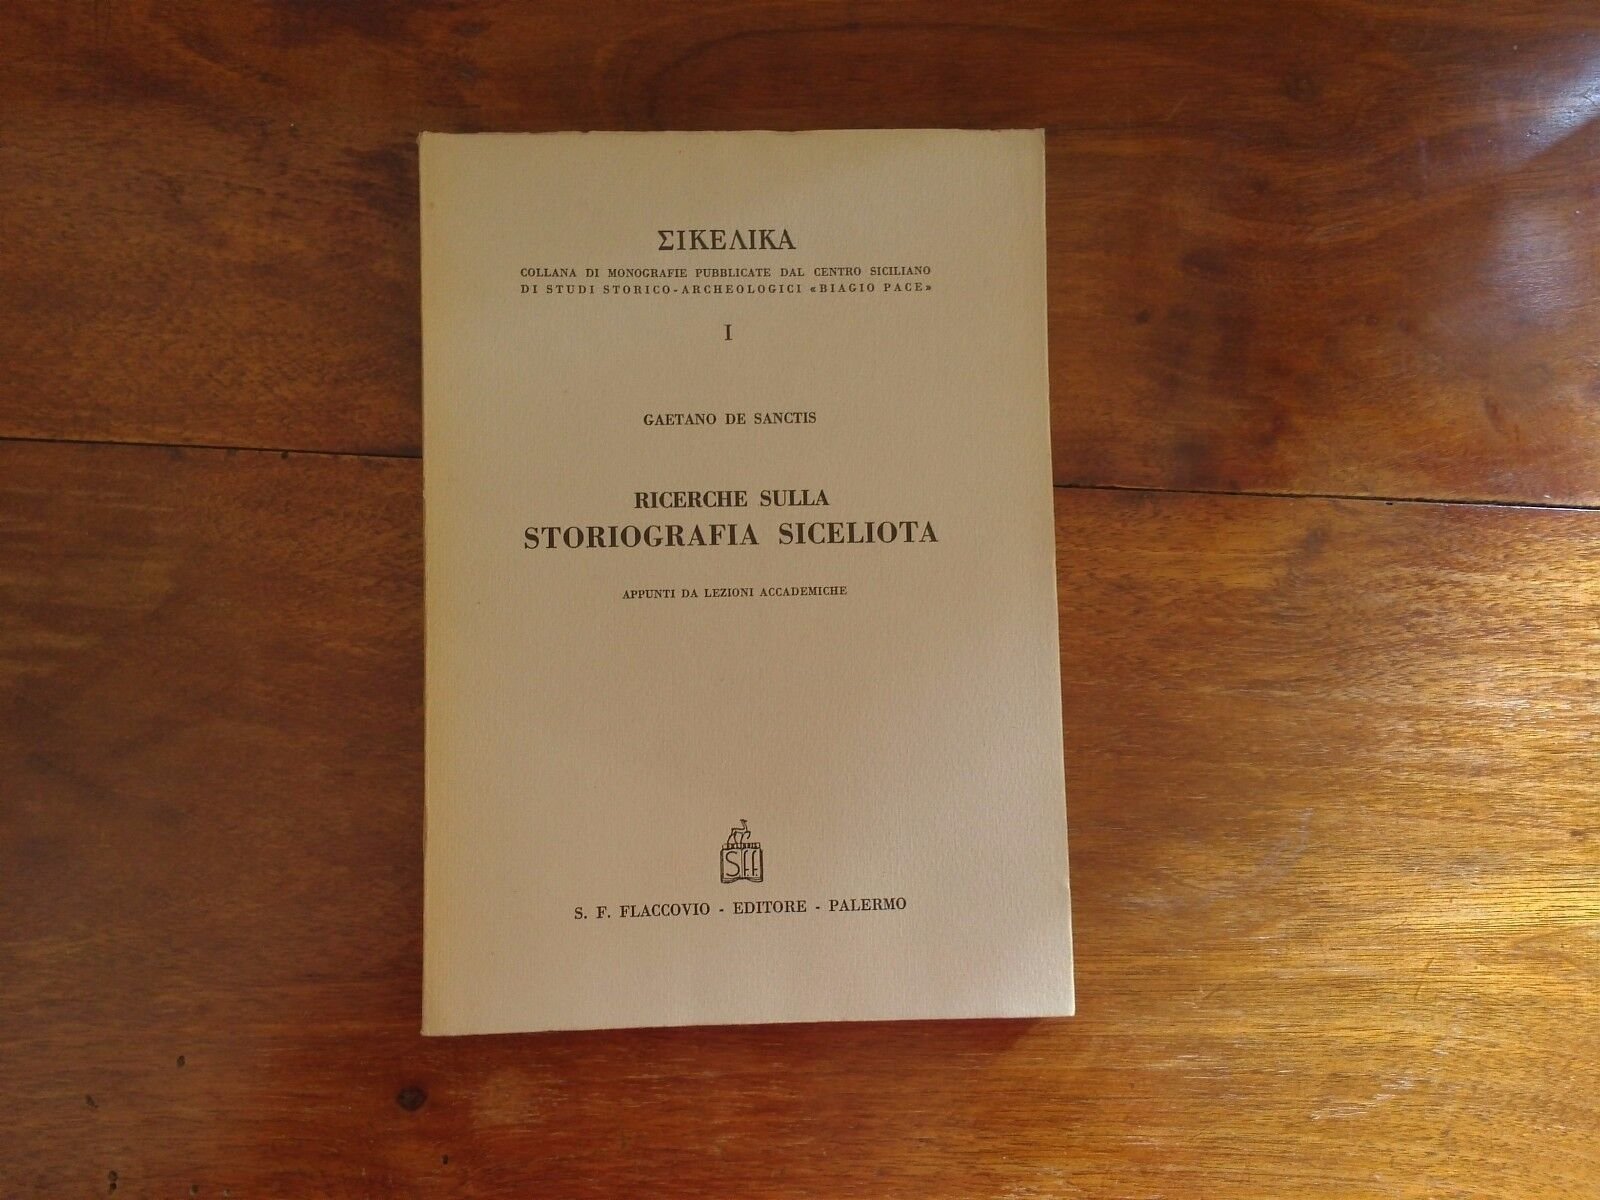 ΣΙΚΕΛΙΚΑ
COLLANA DI MONOGRAFIE PUBBLICATE DAL CENTRO SICILIANO
DI STUDI STORICO-ARCHEOLOGICI «BIAGIO PACE»
I
GAETANO DE SANCTIS
RICERCHE SULLA
STORIOGRAFIA SICELIOTA
APPUNTI DA LEZIONI ACCADEMICHE
S.F.F.
S. F. FLACCOVIO - EDITORE - PALERMO